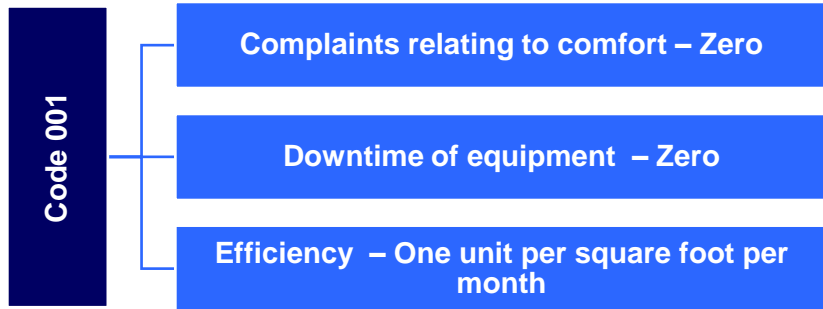 Code 001
Complaints relating to comfort – Zero
Downtime of equipment – Zero
Efficiency – One unit per square foot per
month